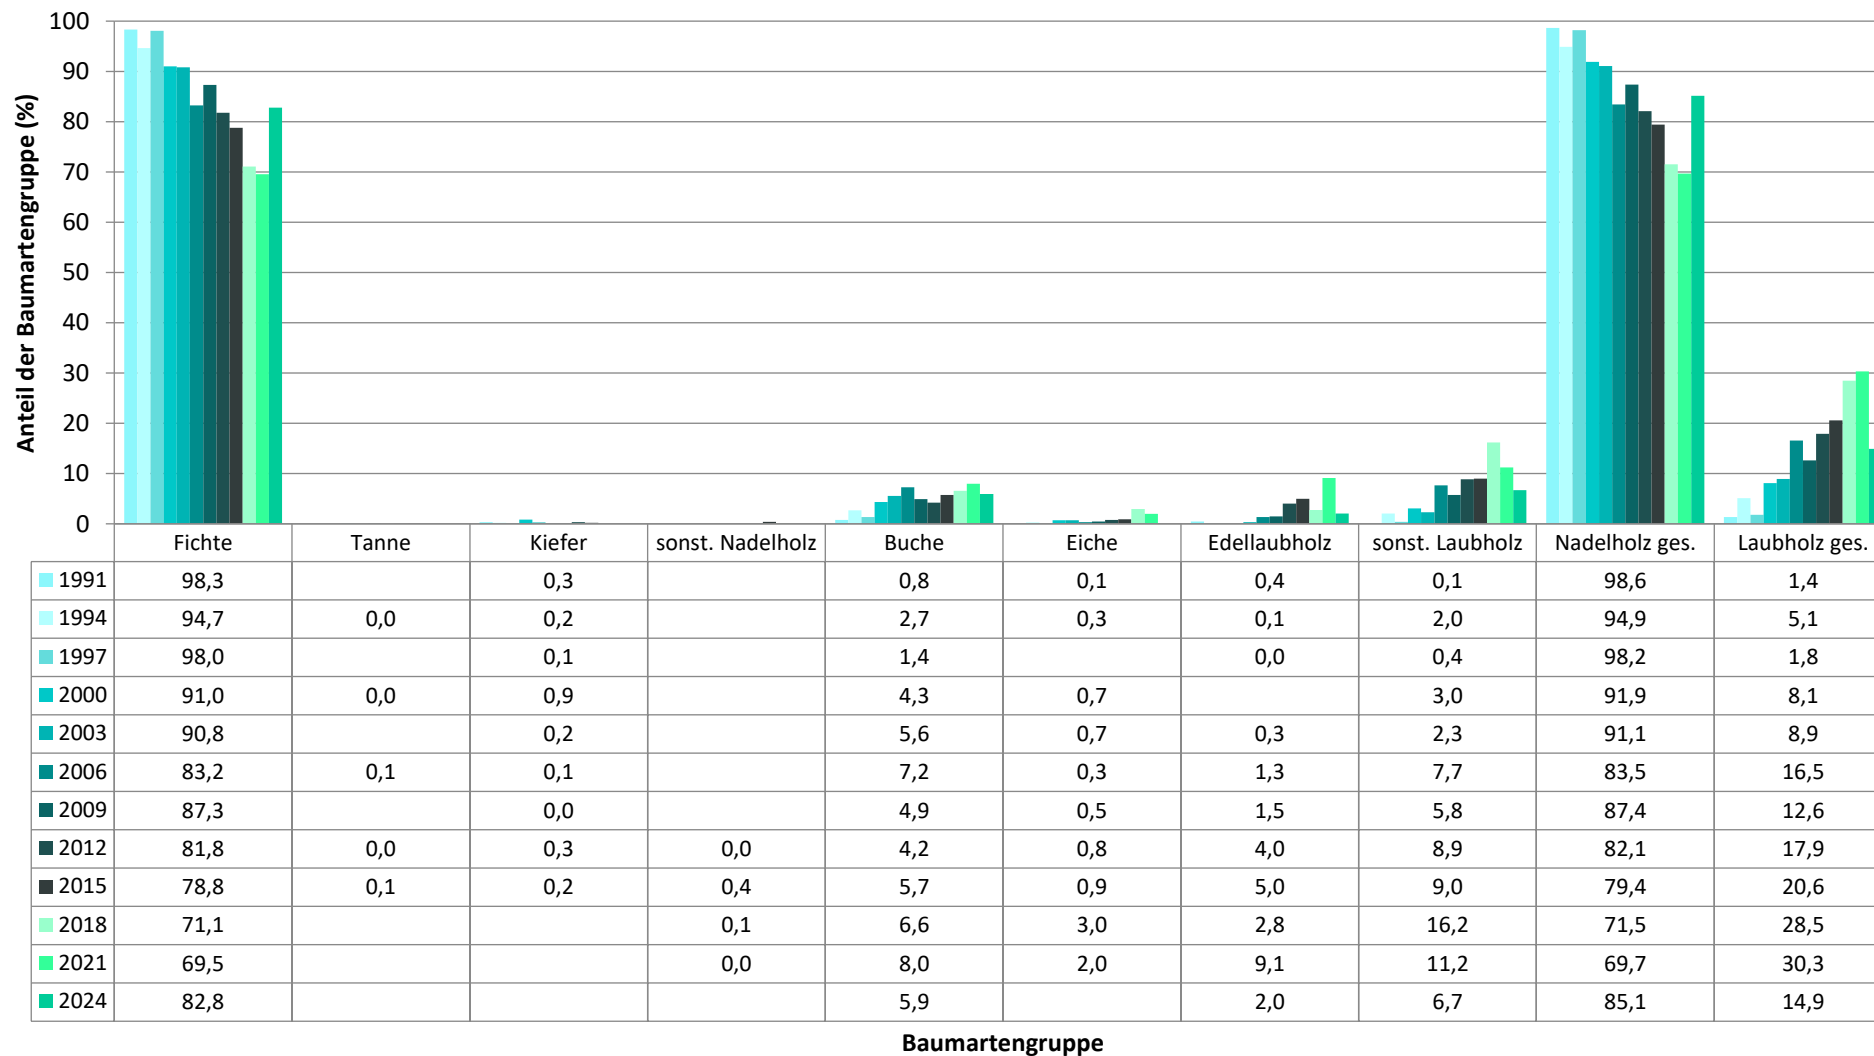 Anteil der Baumartengruppe (%)
100
90
80
70
60
50
40
30
20
10
0
Fichte Tanne Kiefer sonst. Nadelholz Buche Eiche Edellaubholz sonst. Laubholz Nadelholz ges. Laubholz ges.
1991 98,3 0,3 0,8 0,1 0,4 0,1 98,6 1,4
1994 94,7 0,0 0,2 2,7 0,3 0,1 2,0 94,9 5,1
1997 98,0 0,1 1,4 0,0 0,4 98,2 1,8
2000 91,0 0,0 0,9 4,3 0,7 3,0 91,9 8,1
2003 90,8 0,2 5,6 0,7 0,3 2,3 91,1 8,9
2006 83,2 0,1 0,1 7,2 0,3 1,3 7,7 83,5 16,5
2009 87,3 0,0 4,9 0,5 1,5 5,8 87,4 12,6
2012 81,8 0,0 0,3 0,0 4,2 0,8 4,0 8,9 82,1 17,9
2015 78,8 0,1 0,2 0,4 5,7 0,9 5,0 9,0 79,4 20,6
2018 71,1 0,1 6,6 3,0 2,8 16,2 71,5 28,5
2021 69,5 0,0 8,0 2,0 9,1 11,2 69,7 30,3
2024 82,8 5,9 2,0 6,7 85,1 14,9
Baumartengruppe